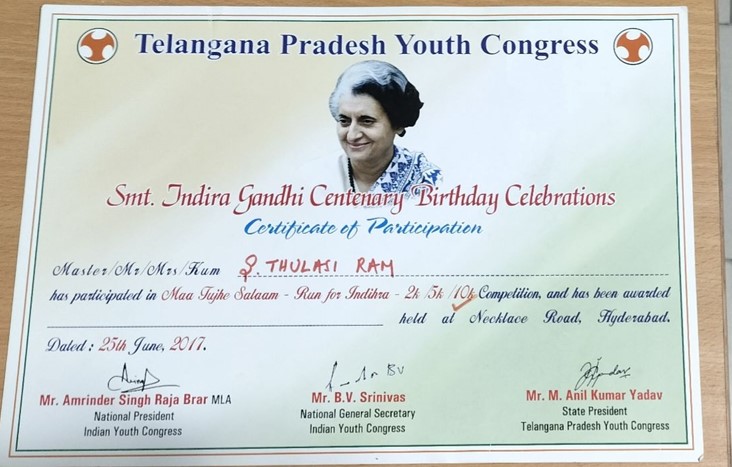 Telangana Pradesh Youth Congress
Smt. Indira Gandhi Centenary Birthday Celebrations
Certificate of Participation
Master/Mr/Mrs/Kum S. THULASI RAM
has participated in Maa Tujhe Salaam - Run for Indihra - 2k /5k /10k Competition, and has been awarded
held at Necklace Road, Hyderabad.
Dated : 25th June, 2017.
Mr. Amrinder Singh Raja Brar MLA
National President
Indian Youth Congress
Mr. B.V. Srinivas
National General Secretary
Indian Youth Congress
Mr. M. Anil Kumar Yadav
State President
Telangana Pradesh Youth Congress